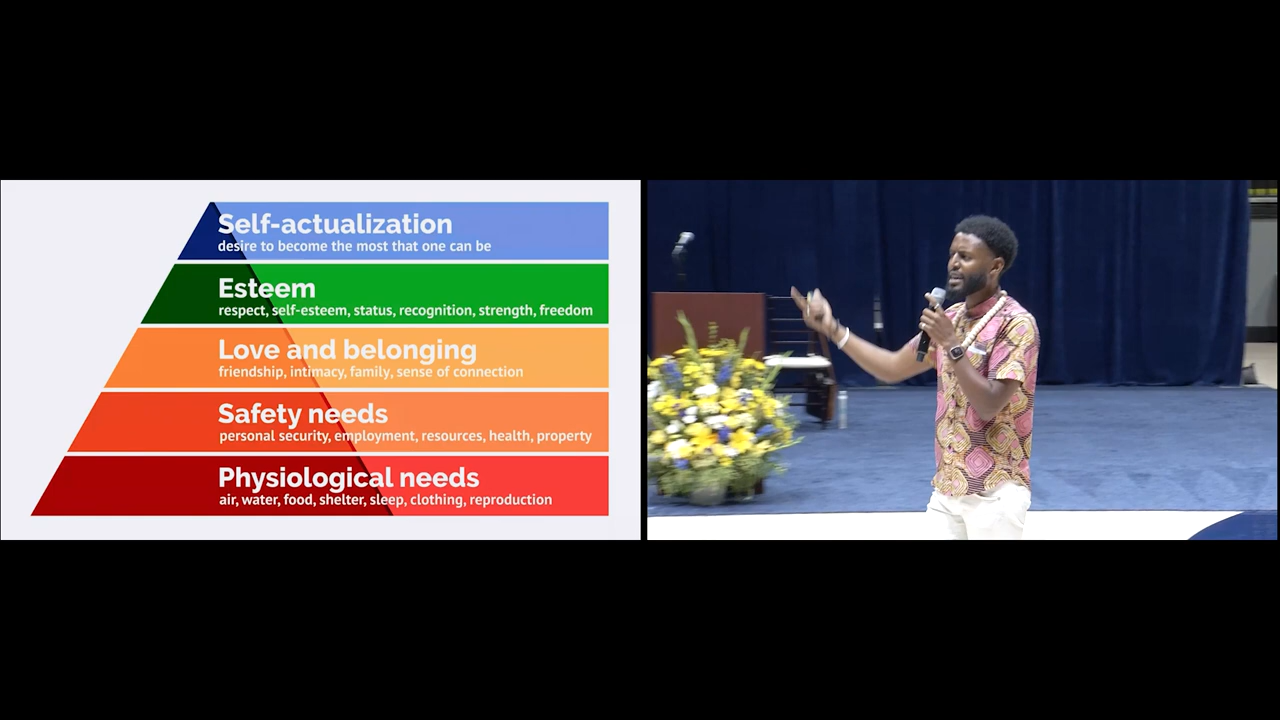 Self-actualization
desire to become the most that one can be
Esteem
respect, self-esteem, status, recognition, strength, freedom
Love and belonging
friendship, intimacy, family, sense of connection
Safety needs
personal security, employment, resources, health, property
Physiological needs
air, water, food, shelter, sleep, clothing, reproduction